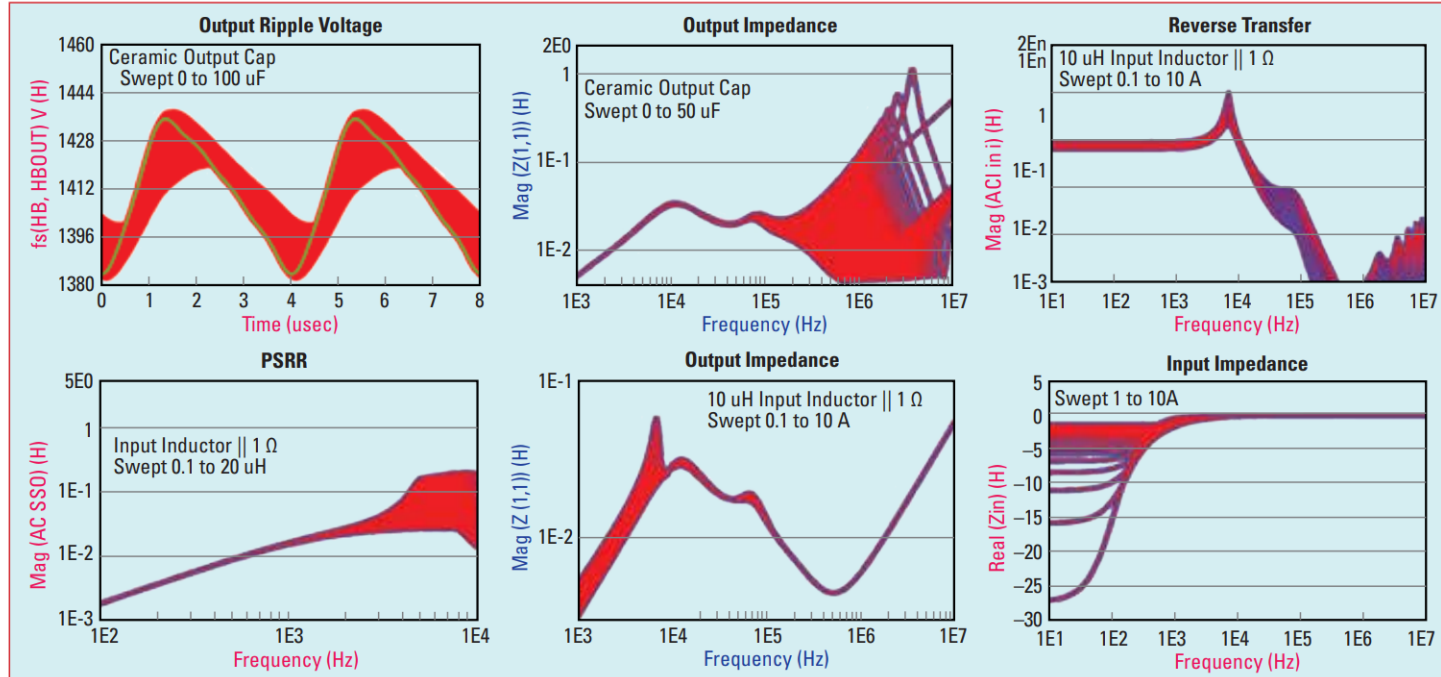 Output Ripple Voltage
1460
1444
1428
1412
1396
1380
fs(HB, HBOUT) V (H)
Ceramic Output Cap
Swept 0 to 100 uF
0 1 2 3 4 5 6 7 8
Time (usec)
Output Impedance
2E0
1
1E-1
1E-2
Mag (Z(1,1)) (H)
Ceramic Output Cap
Swept 0 to 50 uF
1E3 1E4 1E5 1E6 1E7
Frequency (Hz)
Reverse Transfer
2En
1En
1
1E-1
1E-2
1E-3
Mag (ACI in i) (H)
10 uH Input Inductor || 1 Ω
Swept 0.1 to 10 A
1E1 1E2 1E3 1E4 1E5 1E6 1E7
Frequency (Hz)
PSRR
5E0
1
1E-1
1E-2
1E-3
Mag (AC SSO) (H)
Input Inductor || 1 Ω
Swept 0.1 to 20 uH
1E2 1E3 1E4
Frequency (Hz)
Output Impedance
1E-1
1E-2
Mag (Z (1,1)) (H)
10 uH Input Inductor || 1 Ω
Swept 0.1 to 10 A
1E3 1E4 1E5 1E6 1E7
Frequency (Hz)
Input Impedance
5
0
–5
–10
–15
–20
–25
–30
Real (Zin) (H)
Swept 1 to 10A
1E1 1E2 1E3 1E4 1E5 1E6 1E7
Frequency (Hz)